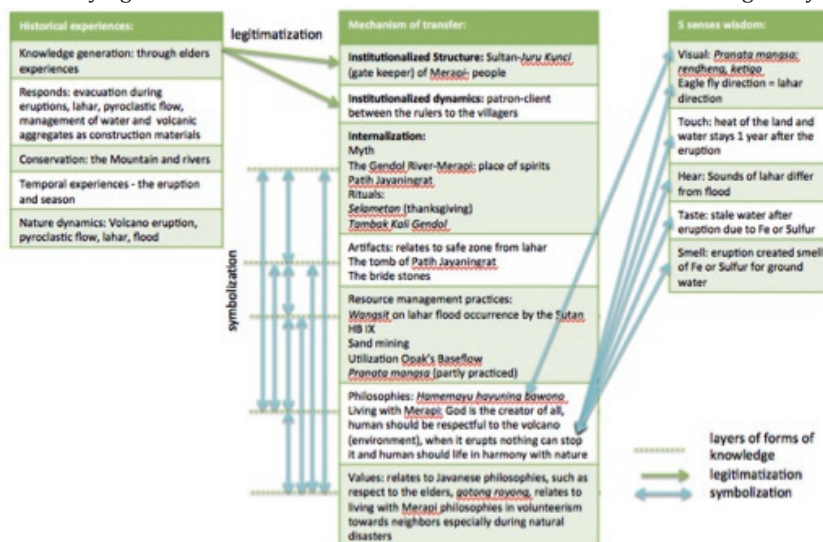 Historical experiences:
Knowledge generation: through elders
experiences
Responds: evacuation during
eruptions, lahar, pyroclastic flow,
management of water and volcanic
aggregates as construction materials
Conservation: the Mountain and rivers
Temporal experiences - the eruption
and season
Nature dynamics: Volcano eruption,
pyroclastic flow, lahar, flood
legitimatization
symbolization
Mechanism of transfer:
Institutionalized Structure: Sultan-Juru Kunci
(gate keeper) of Merapi- people
Institutionalized dynamics: patron-client
between the rulers to the villagers
Internalization:
Myth
The Gendol River-Merapi: place of spirits
Patih Jayaningrat
Rituals:
Selametan (thanksgiving)
Tambak Kali Gendol
Artifacts: relates to safe zone from lahar
The tomb of Patih Jayaningrat
The bride stones
Resource management practices:
Wangsit on lahar flood occurrence by the Sutan
HB IX
Sand mining
Utilization Opak's Baseflow
Pranata mangsa (partly practiced)
Philosophies: Hamemayu hayuning bawono
Living with Merapi: God is the creator of all,
human should be respectful to the volcano
(environment), when it erupts nothing can stop
it and human should life in harmony with nature
Values: relates to Javanese philosophies, such as
respect to the elders, gotong royong, relates to
living with Merapi philosophies in volunteerism
towards neighbors especially during natural
disasters
5 senses wisdom:
Visual: Pranata mangsa:
rendheng, ketigo
Eagle fly direction = lahar
direction
Touch: heat of the land and
water stays 1 year after the
eruption
Hear: Sounds of lahar differ
from flood
Taste: stale water after
eruption due to Fe or Sulfur
Smell: eruption created smell
of Fe or Sulfur for ground
water
layers of forms of
knowledge
legitimatization
symbolization